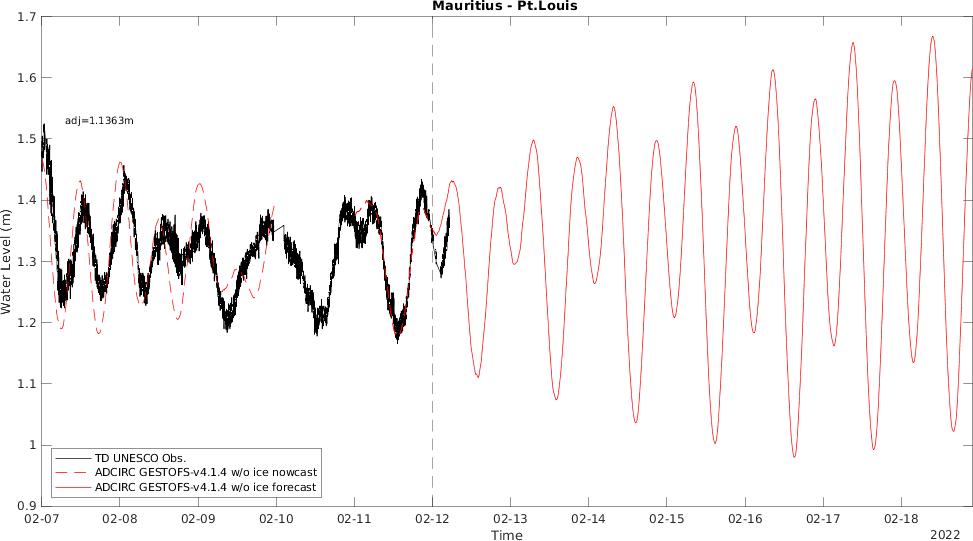 Mauritius - Pt.Louis
1.7
1.6
1.5
1.4
1.3
1.2
1.1
1
0.9
Water Level (m)
adj=1.1363m
TD UNESCO Obs.
ADCIRC GESTOFS-v4.1.4 w/o ice nowcast
ADCIRC GESTOFS-v4.1.4 w/o ice forecast
02-07 02-08 02-09 02-10 02-11 02-12 02-13 02-14 02-15 02-16 02-17 02-18
Time
2022